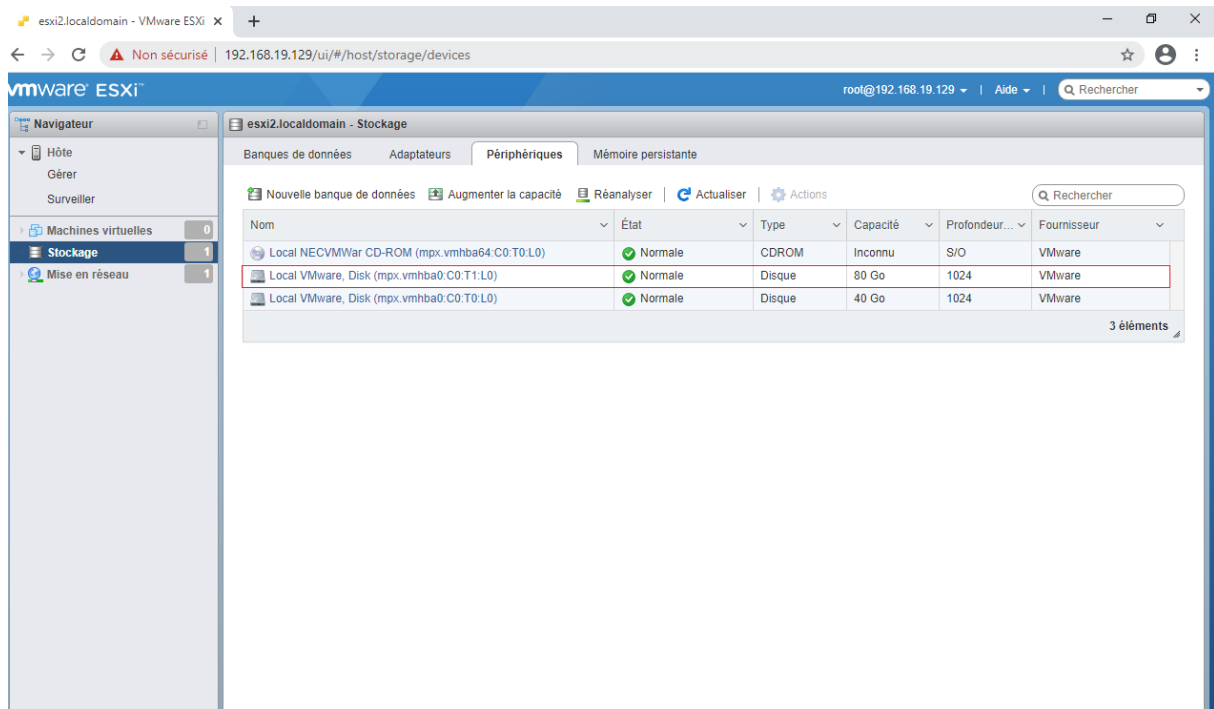 esxi2.localdomain - VMware ESXi
Non sécurisé | 192.168.19.129/ui/#/host/storage/devices
vmware ESXi™
root@192.168.19.129 | Aide | Rechercher
Navigateur
esxi2.localdomain - Stockage
Hôte
Gérer
Surveiller
Machines virtuelles 0
Stockage 1
Mise en réseau 1
Banques de données Adaptateurs Périphériques Mémoire persistante
Nouvelle banque de données Augmenter la capacité Réanalyser | Actualiser | Actions Rechercher
Nom État Type Capacité Profondeur... Fournisseur
Local NECVMWar CD-ROM (mpx.vmhba64:C0:T0:L0) Normale CDROM Inconnu S/O VMware
Local VMware, Disk (mpx.vmhba0:C0:T1:L0) Normale Disque 80 Go 1024 VMware
Local VMware, Disk (mpx.vmhba0:C0:T0:L0) Normale Disque 40 Go 1024 VMware
3 éléments